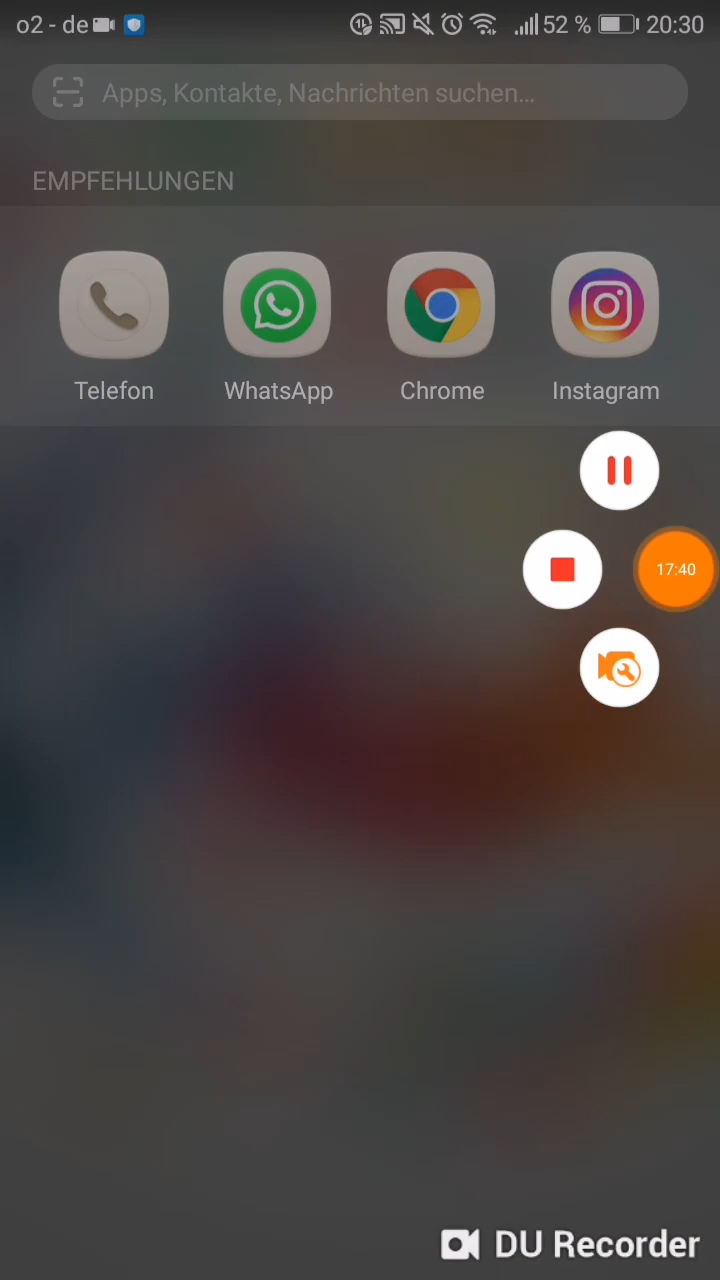 o2 - de 52 % 20:30
Apps, Kontakte, Nachrichten suchen...
EMPFEHLUNGEN
Telefon WhatsApp Chrome Instagram
17:40
DU Recorder